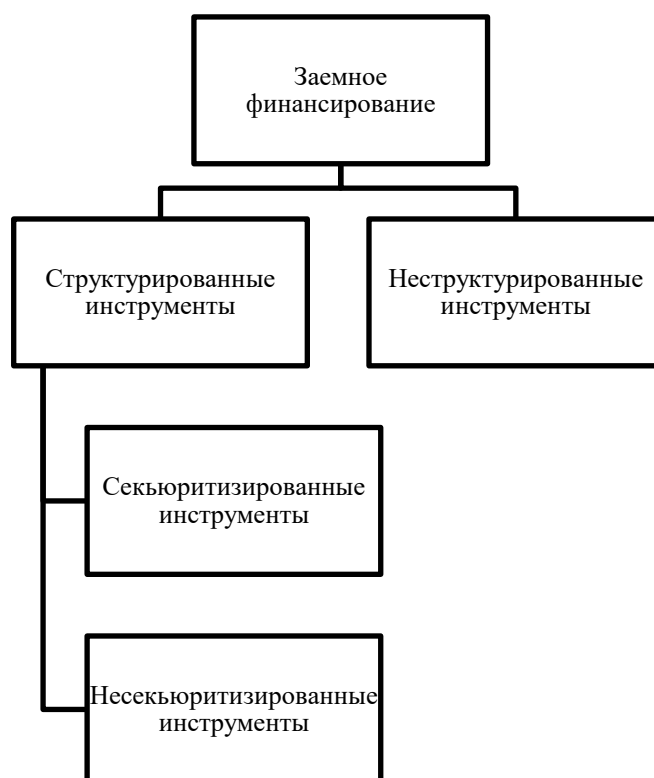 Заемное
финансирование
Структурированные
инструменты
Неструктурированные
инструменты
Секьюритизированные
инструменты
Несекьюритизированные
инструменты